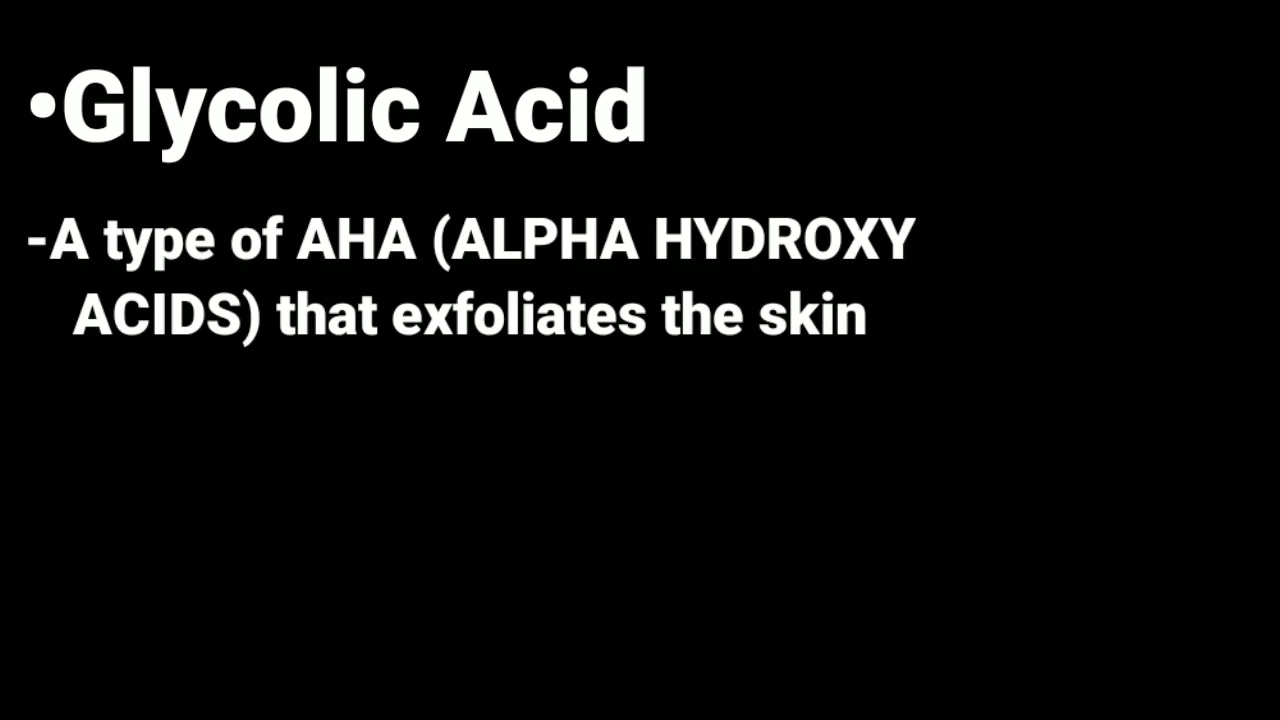 •Glycolic Acid
-A type of AHA (ALPHA HYDROXY
ACIDS) that exfoliates the skin